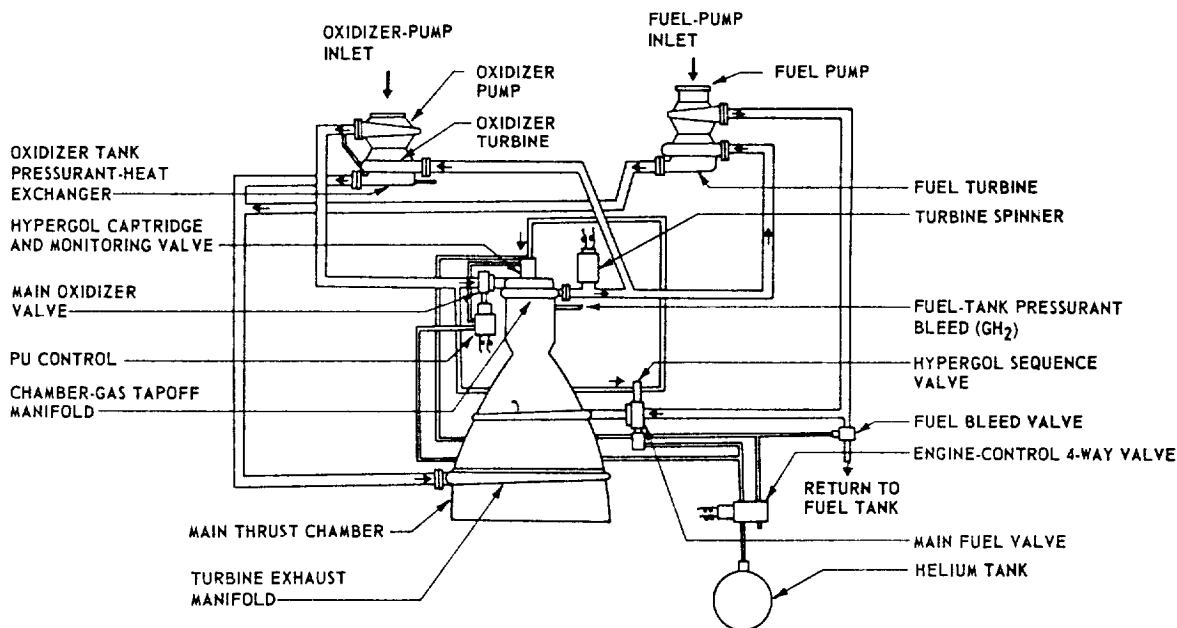 OXIDIZER-PUMP
INLET
FUEL-PUMP
INLET
OXIDIZER
PUMP
FUEL PUMP
OXIDIZER
TURBINE
OXIDIZER TANK
PRESSURANT-HEAT
EXCHANGER
FUEL TURBINE
HYPERGOL CARTRIDGE
AND MONITORING VALVE
TURBINE SPINNER
MAIN OXIDIZER
VALVE
FUEL-TANK PRESSURANT
BLEED (GH₂)
PU CONTROL
HYPERGOL SEQUENCE
VALVE
CHAMBER-GAS TAPOFF
MANIFOLD
FUEL BLEED VALVE
ENGINE-CONTROL 4-WAY VALVE
RETURN TO
FUEL TANK
MAIN THRUST CHAMBER
MAIN FUEL VALVE
TURBINE EXHAUST
MANIFOLD
HELIUM TANK